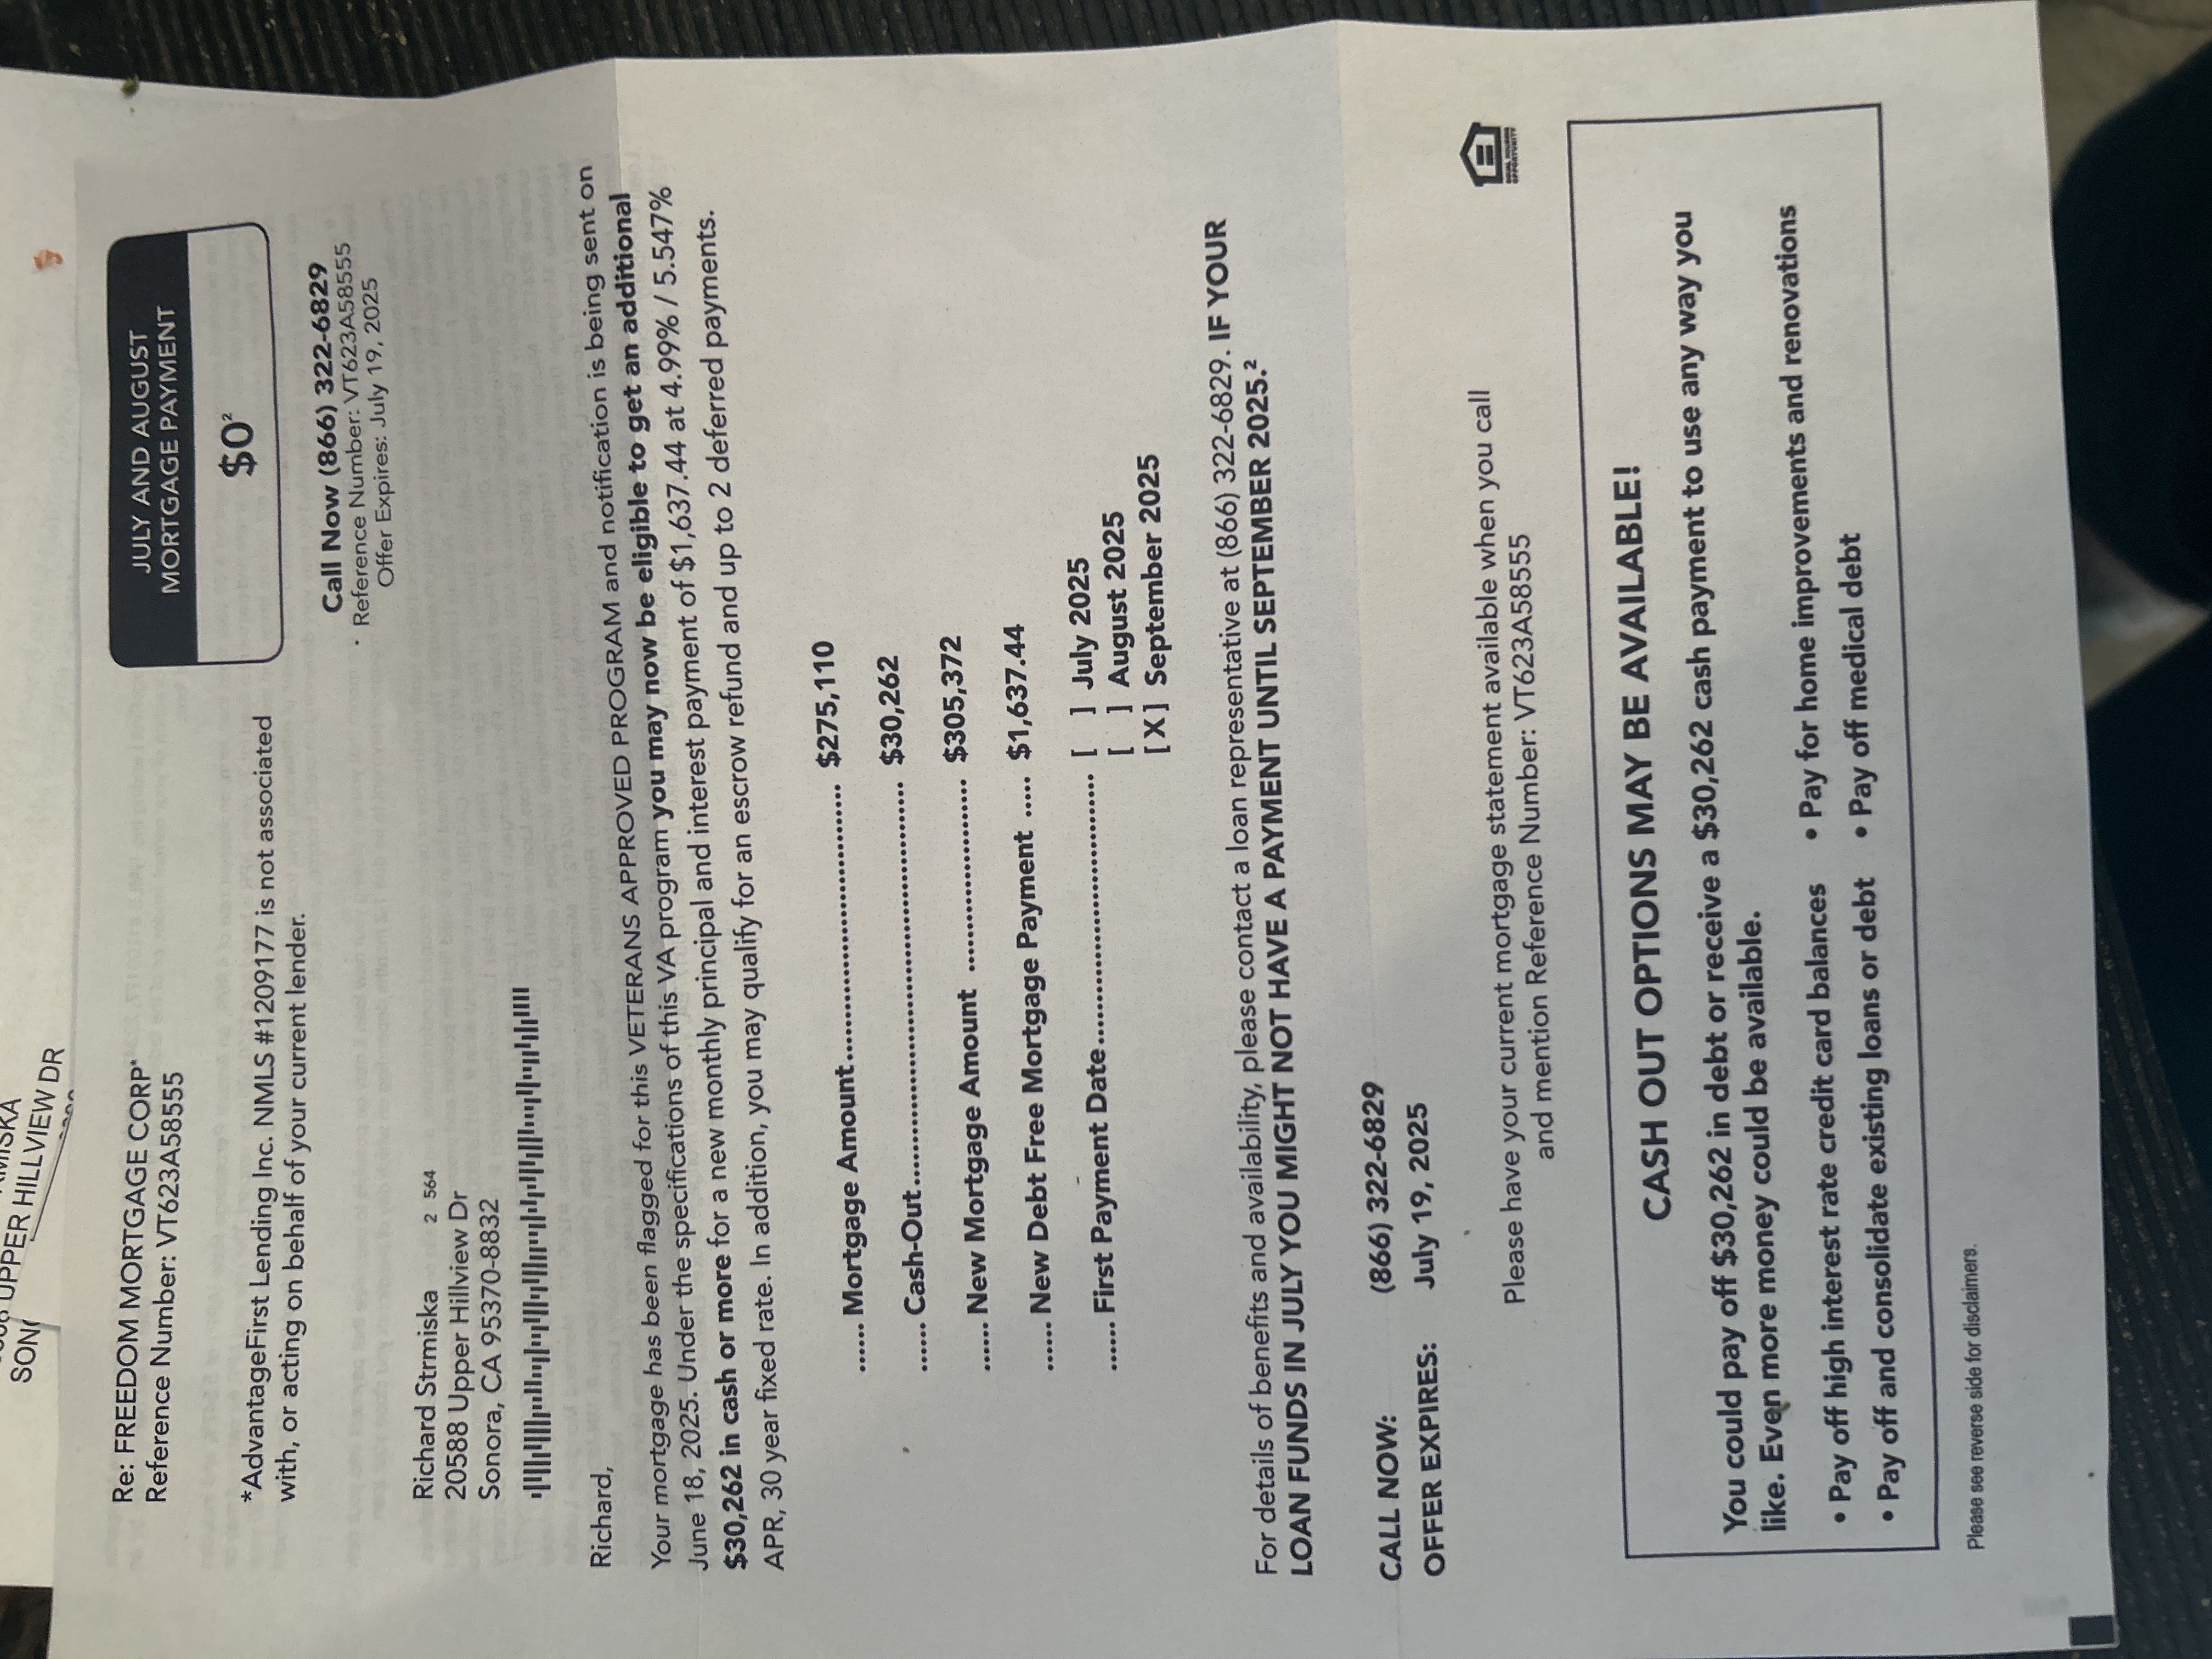 UPPER HILLVIEW DR
Re: FREEDOM MORTGAGE CORP*
Reference Number: VT623A58555
*AdvantageFirst Lending Inc. NMLS #1209177 is not associated
with, or acting on behalf of your current lender.
JULY AND AUGUST
MORTGAGE PAYMENT
$0²
Call Now (866) 322-6829
Reference Number: VT623A58555
Offer Expires: July 19, 2025
Richard Strmiska 2 564
20588 Upper Hillview Dr
Sonora, CA 95370-8832
Richard,
Your mortgage has been flagged for this VETERANS APPROVED PROGRAM and notification is being sent on
June 18, 2025. Under the specifications of this VA program you may now be eligible to get an additional
$30,262 in cash or more for a new monthly principal and interest payment of $1,637.44 at 4.99% / 5.547%
APR, 30 year fixed rate. In addition, you may qualify for an escrow refund and up to 2 deferred payments.
...... Mortgage Amount.................................. $275,110
...... Cash-Out.................................................. $30,262
...... New Mortgage Amount ........................ $305,372
...... New Debt Free Mortgage Payment ..... $1,637.44
...... First Payment Date.................................. [ ] July 2025
[ ] August 2025
[X] September 2025
For details of benefits and availability, please contact a loan representative at (866) 322-6829. IF YOUR
LOAN FUNDS IN JULY YOU MIGHT NOT HAVE A PAYMENT UNTIL SEPTEMBER 2025.²
CALL NOW: (866) 322-6829
OFFER EXPIRES: July 19, 2025
Please have your current mortgage statement available when you call
and mention Reference Number: VT623A58555
EQUAL HOUSING
OPPORTUNITY
CASH OUT OPTIONS MAY BE AVAILABLE!
You could pay off $30,262 in debt or receive a $30,262 cash payment to use any way you
like. Even more money could be available.
• Pay off high interest rate credit card balances • Pay for home improvements and renovations
• Pay off and consolidate existing loans or debt • Pay off medical debt
Please see reverse side for disclaimers.